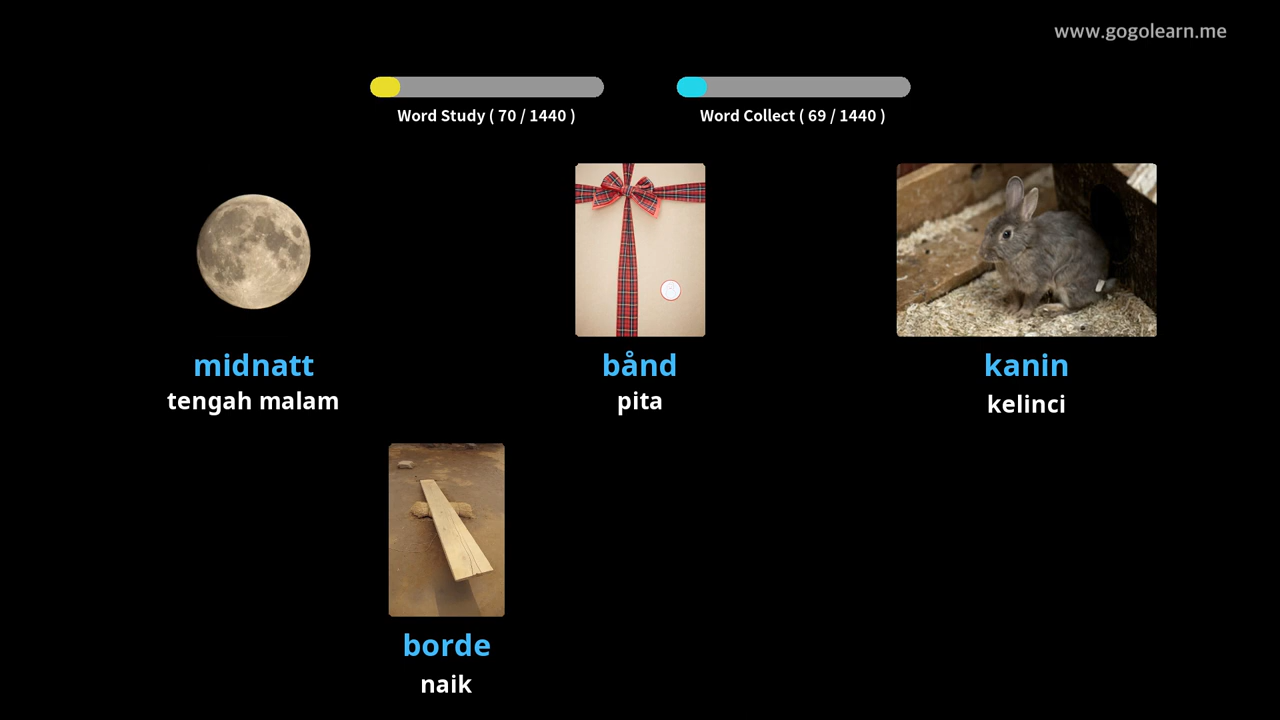 www.gogolearn.me
Word Study ( 70 / 1440 )
Word Collect ( 69 / 1440 )
midnatt
tengah malam
bånd
pita
kanin
kelinci
borde
naik